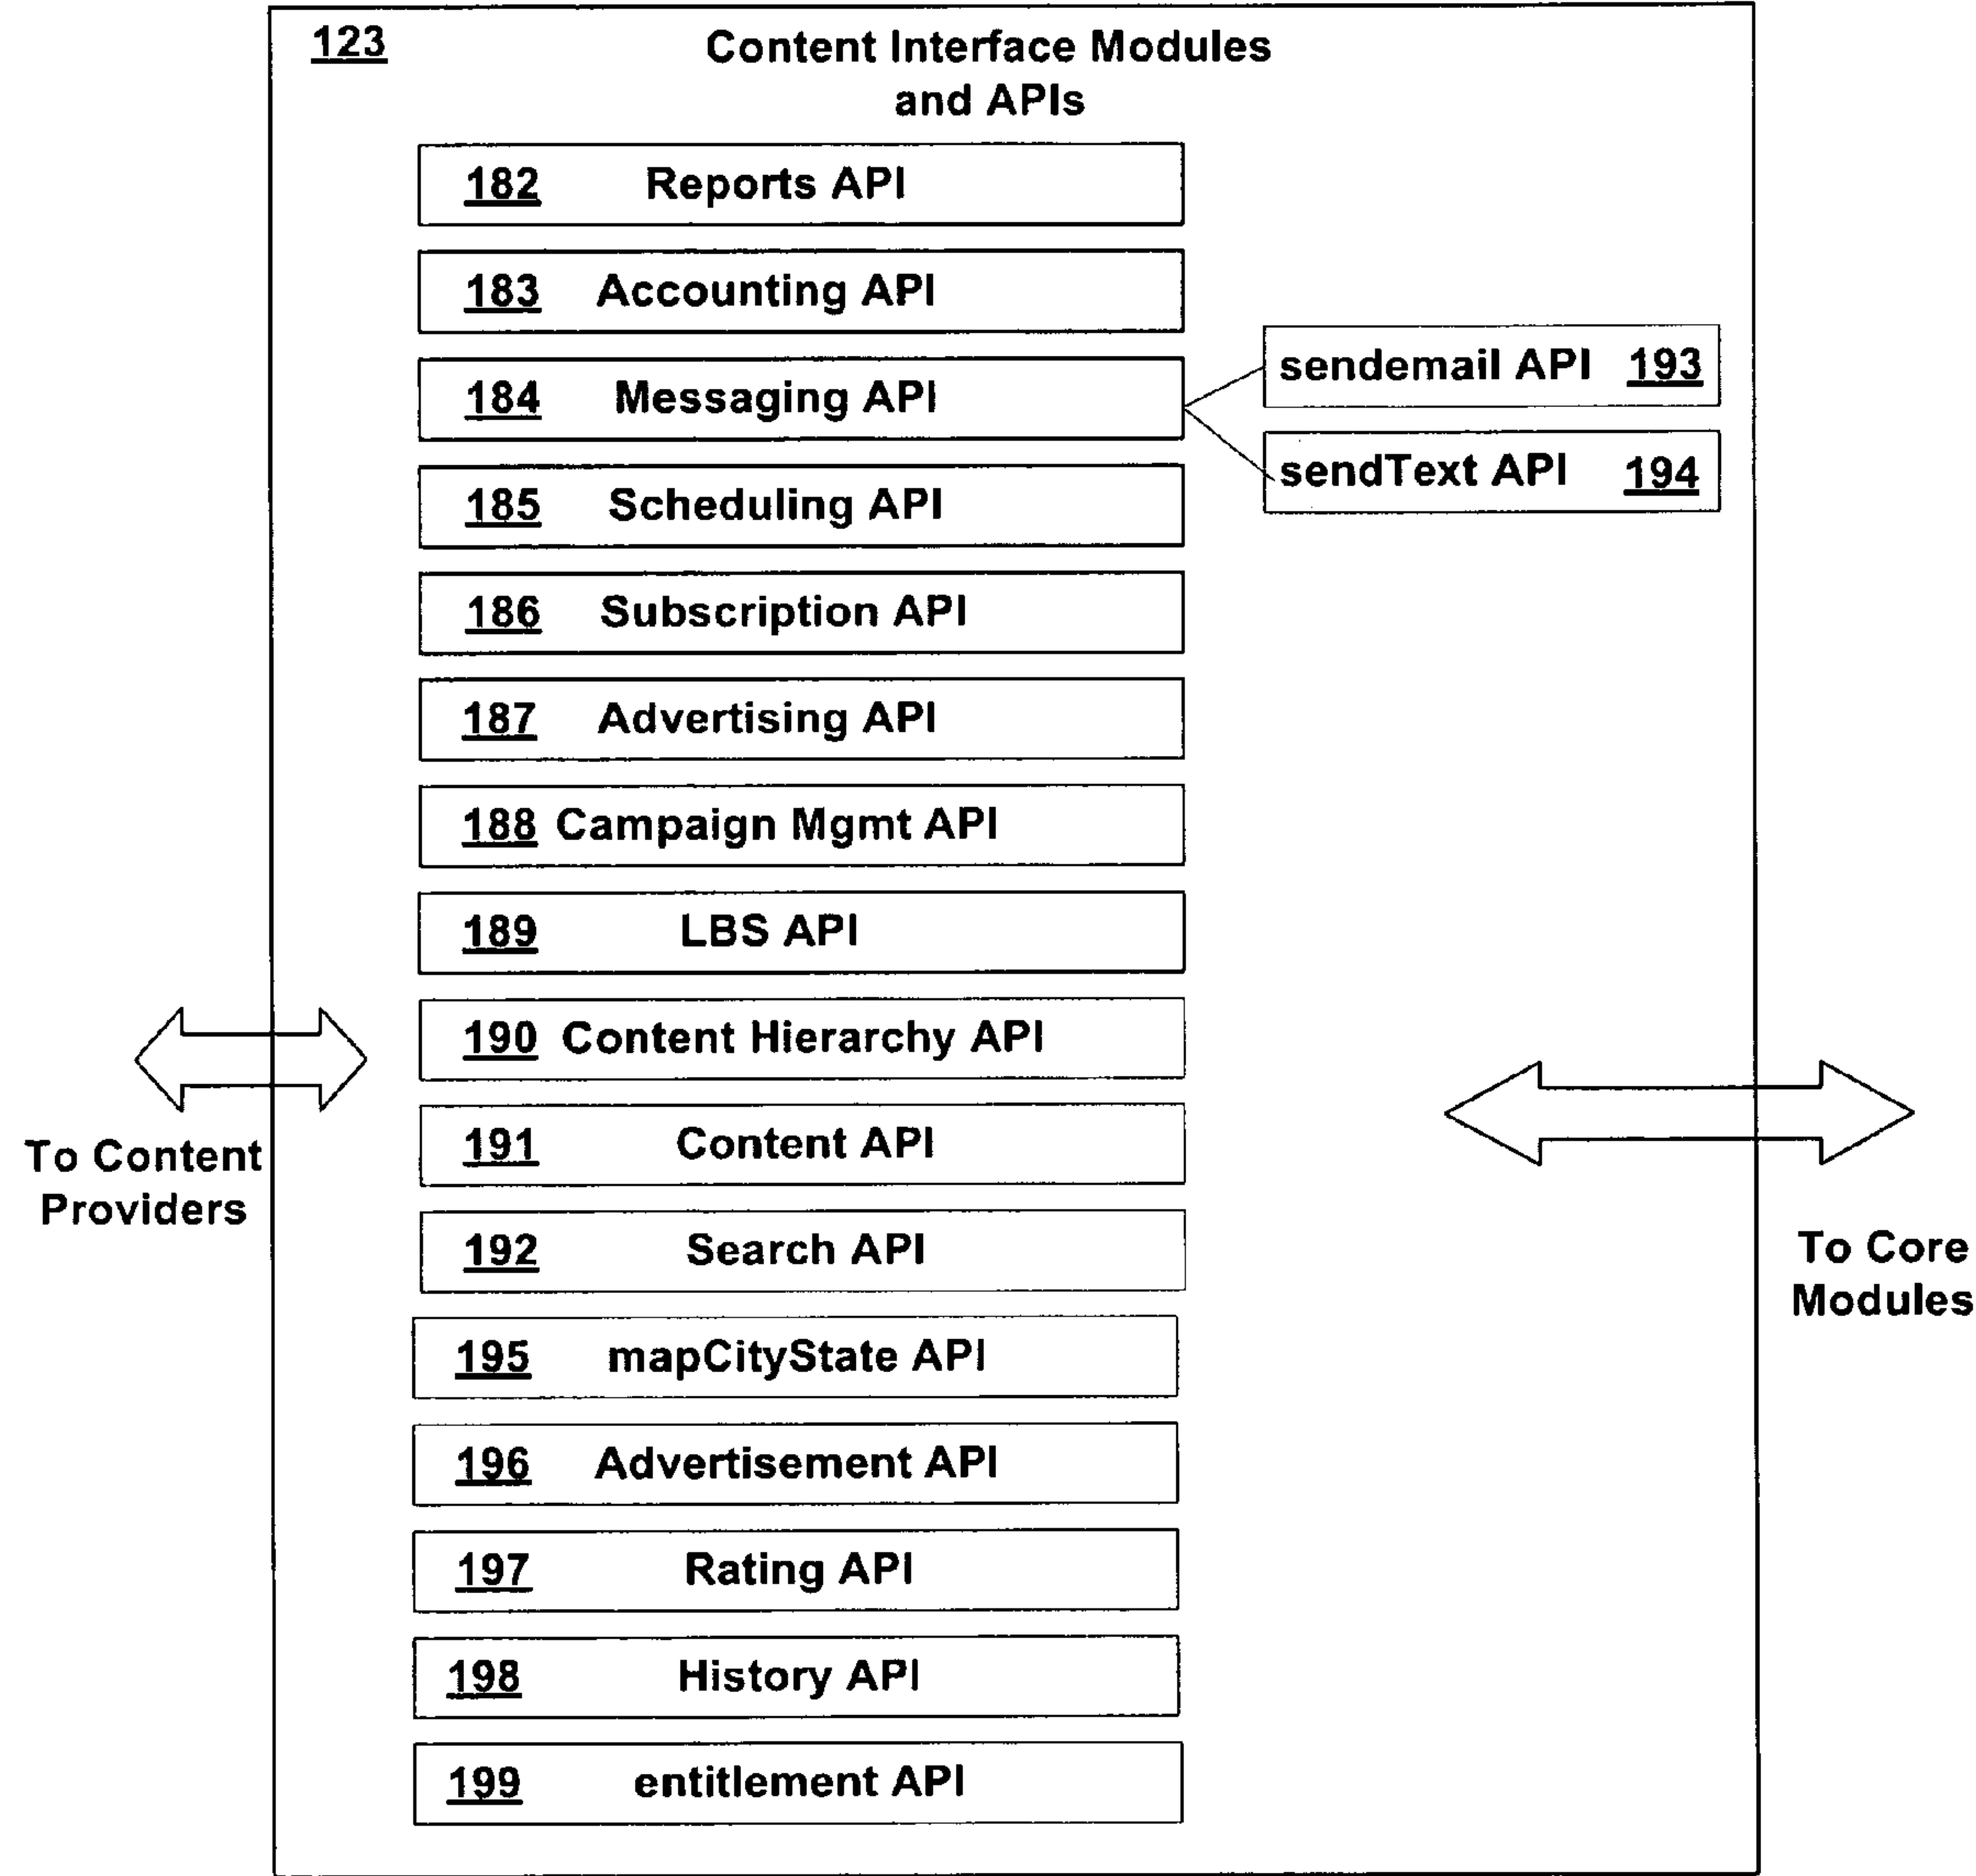 123 Content Interface Modules
and APIs
182 Reports API
183 Accounting API
184 Messaging API
sendemail API 193
sendText API 194
185 Scheduling API
186 Subscription API
187 Advertising API
188 Campaign Mgmt API
189 LBS API
190 Content Hierarchy API
191 Content API
192 Search API
195 mapCityState API
196 Advertisement API
197 Rating API
198 History API
199 entitlement API
To Content
Providers
To Core
Modules